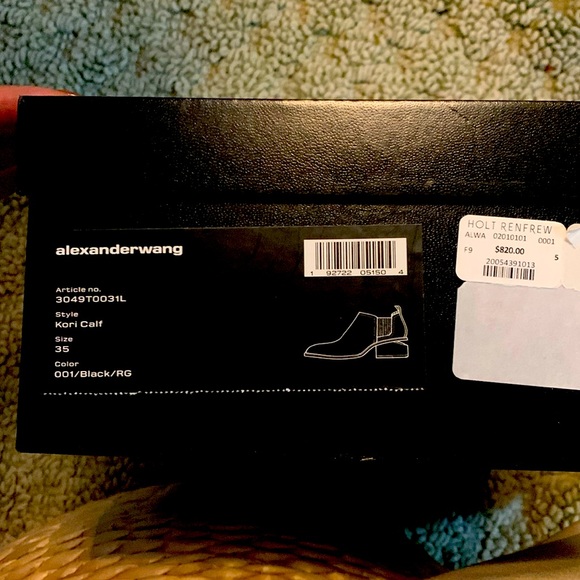 alexanderwang
Article no.
3049T0031L
Style
Kori Calf
Size
35
Color
001/Black/RG
1 92722 05150 4
HOLT RENFREW
ALWA 02010101 0001
F9 $820.00 5
20054391013